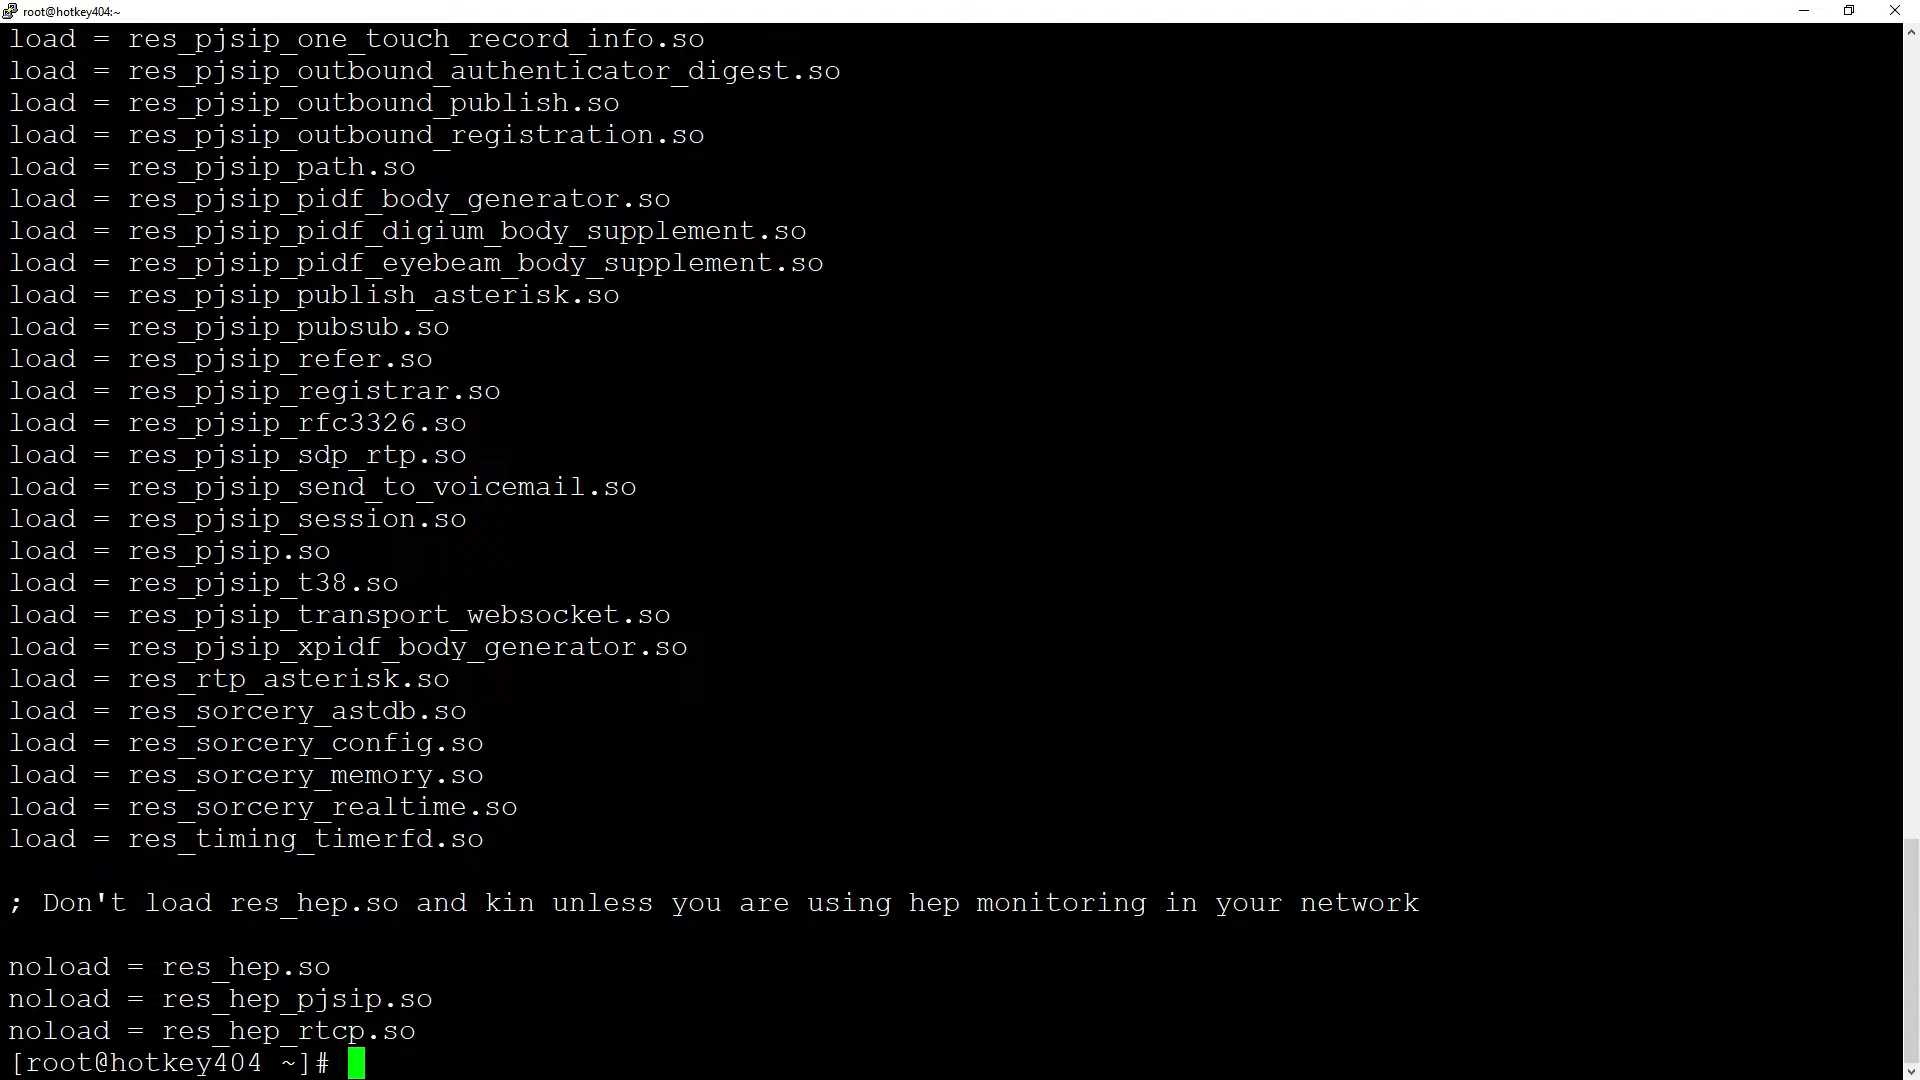 root@hotkey404:~
load = res_pjsip_one_touch_record_info.so
load = res_pjsip_outbound_authenticator_digest.so
load = res_pjsip_outbound_publish.so
load = res_pjsip_outbound_registration.so
load = res_pjsip_path.so
load = res_pjsip_pidf_body_generator.so
load = res_pjsip_pidf_digium_body_supplement.so
load = res_pjsip_pidf_eyebeam_body_supplement.so
load = res_pjsip_publish_asterisk.so
load = res_pjsip_pubsub.so
load = res_pjsip_refer.so
load = res_pjsip_registrar.so
load = res_pjsip_rfc3326.so
load = res_pjsip_sdp_rtp.so
load = res_pjsip_send_to_voicemail.so
load = res_pjsip_session.so
load = res_pjsip.so
load = res_pjsip_t38.so
load = res_pjsip_transport_websocket.so
load = res_pjsip_xpidf_body_generator.so
load = res_rtp_asterisk.so
load = res_sorcery_astdb.so
load = res_sorcery_config.so
load = res_sorcery_memory.so
load = res_sorcery_realtime.so
load = res_timing_timerfd.so
; Don't load res_hep.so and kin unless you are using hep monitoring in your network
noload = res_hep.so
noload = res_hep_pjsip.so
noload = res_hep_rtcp.so
[root@hotkey404 ~]#